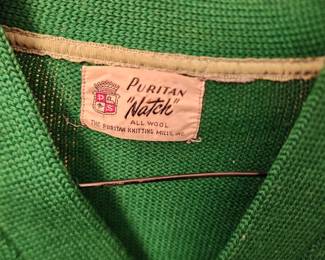 PURITAN
"Natch"
ALL WOOL
THE PURITAN KNITTING MILLS, INC.